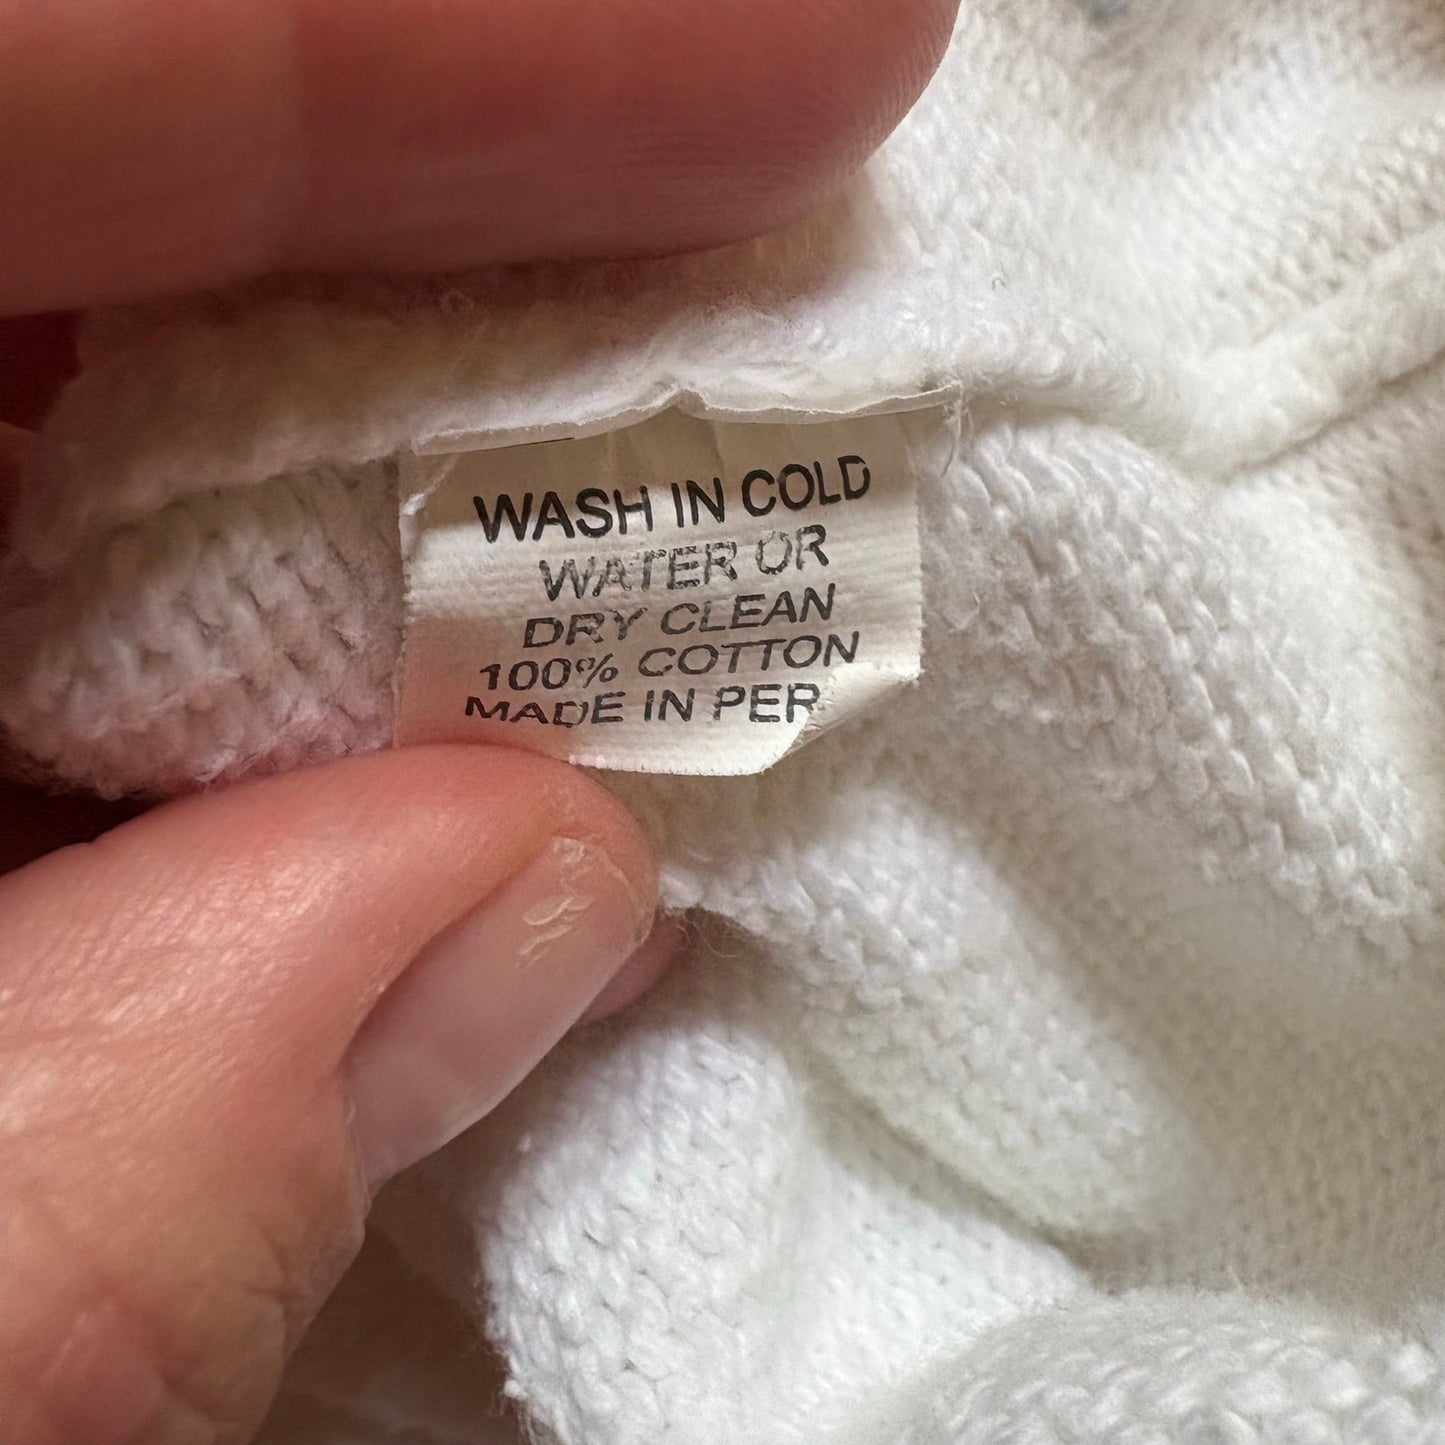 WASH IN COLD
WATER OR
DRY CLEAN
100% COTTON
MADE IN PER